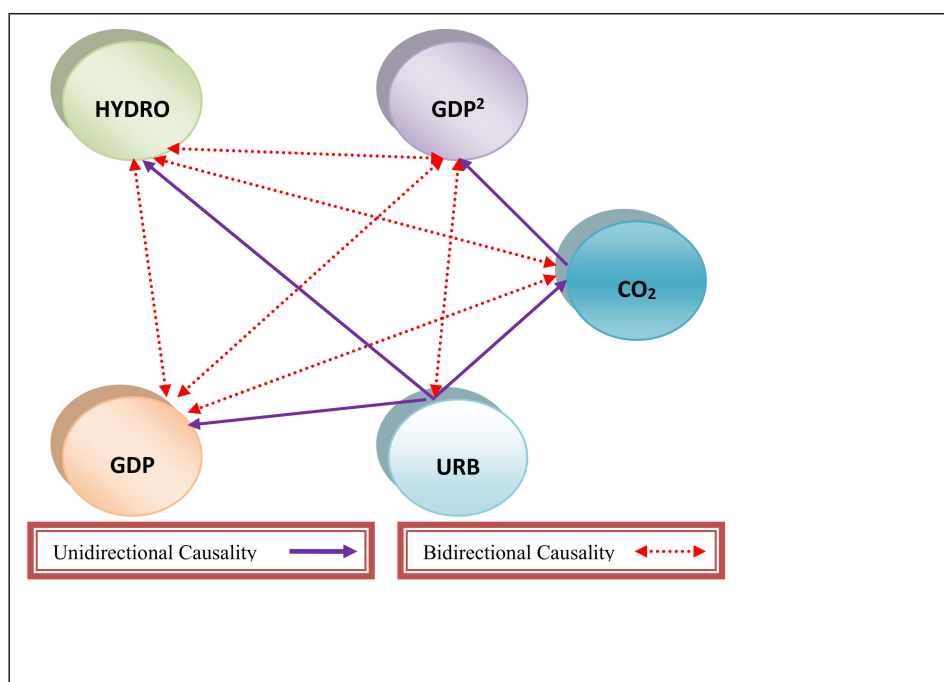 HYDRO
GDP²
CO₂
GDP
URB
Unidirectional Causality
Bidirectional Causality